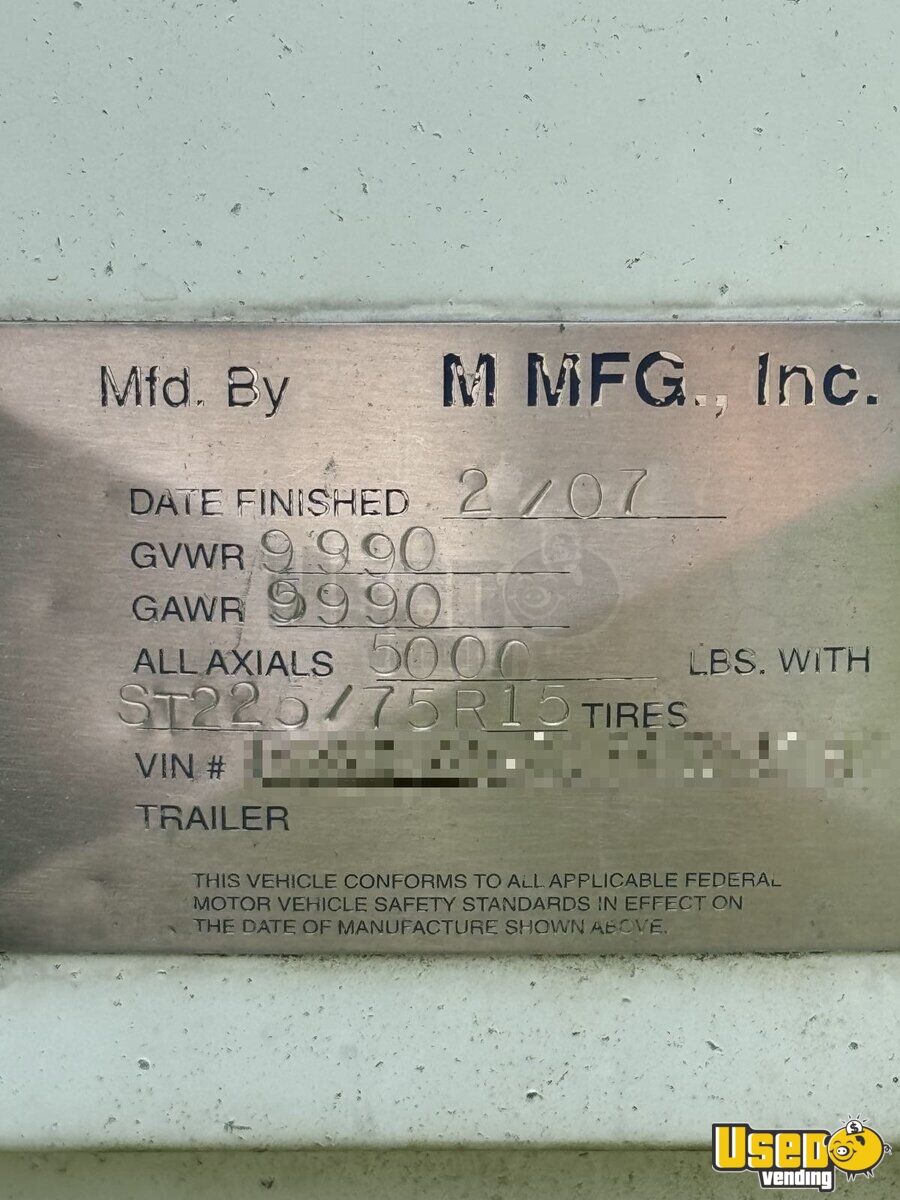 Mfd. By M MFG., Inc.
DATE FINISHED 2/07
GVWR 9990
GAWR 9990
ALL AXIALS 5000 LBS. WITH
ST225/75R15 TIRES
VIN #
TRAILER
THIS VEHICLE CONFORMS TO ALL APPLICABLE FEDERAL
MOTOR VEHICLE SAFETY STANDARDS IN EFFECT ON
THE DATE OF MANUFACTURE SHOWN ABOVE.
USED
vending